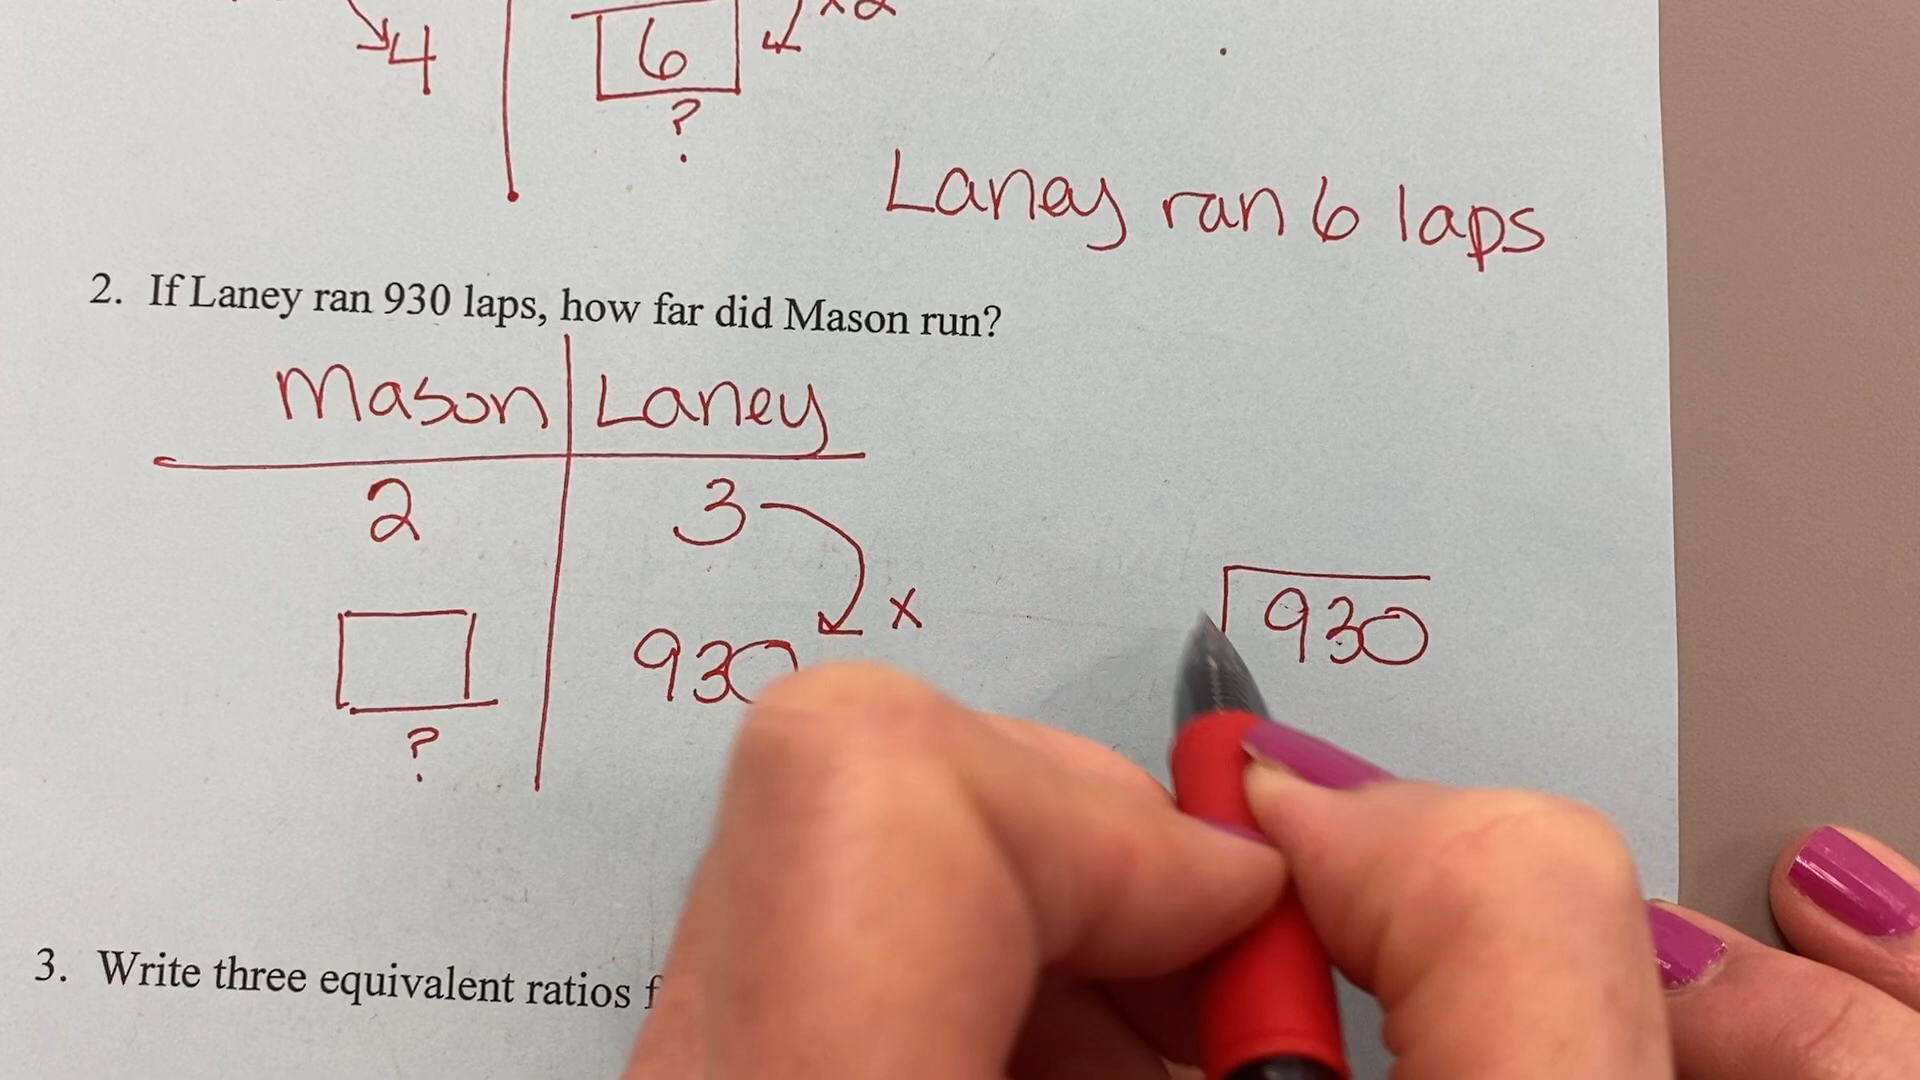 4 6 x2
?
Laney ran 6 laps
2. If Laney ran 930 laps, how far did Mason run?
Mason Laney
2 3
x
930 930
?
3. Write three equivalent ratios